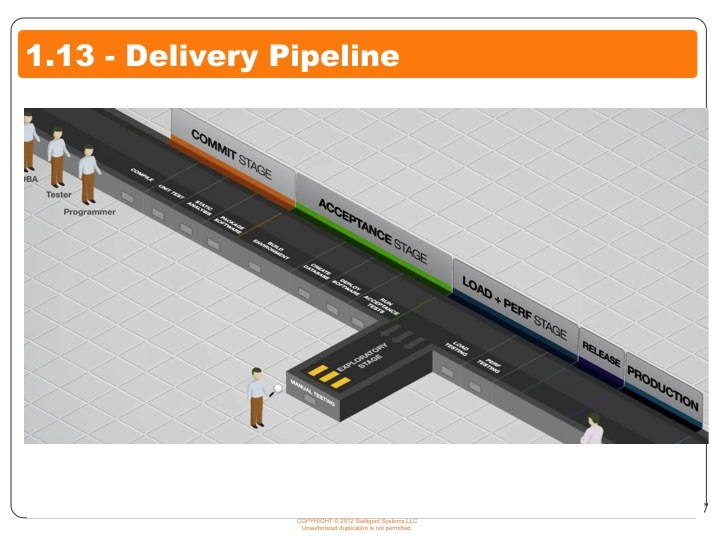 1.13 - Delivery Pipeline
COMMIT STAGE
ACCEPTANCE STAGE
LOAD + PERF STAGE
RELEASE
PRODUCTION
DBA
Tester
Programmer
COMPILE
UNIT TEST
STATIC
ANALYSIS
PACKAGE
SOFTWARE
BUILD
ENVIRONMENT
CREATE
DATABASE
DEPLOY
SOFTWARE
RUN
ACCEPTANCE
TESTS
LOAD
TESTING
PERF
TESTING
EXPLORATORY
STAGE
MANUAL TESTING
COPYRIGHT © 2012 Stelligent Systems LLC
Unauthorized duplication is not permitted.